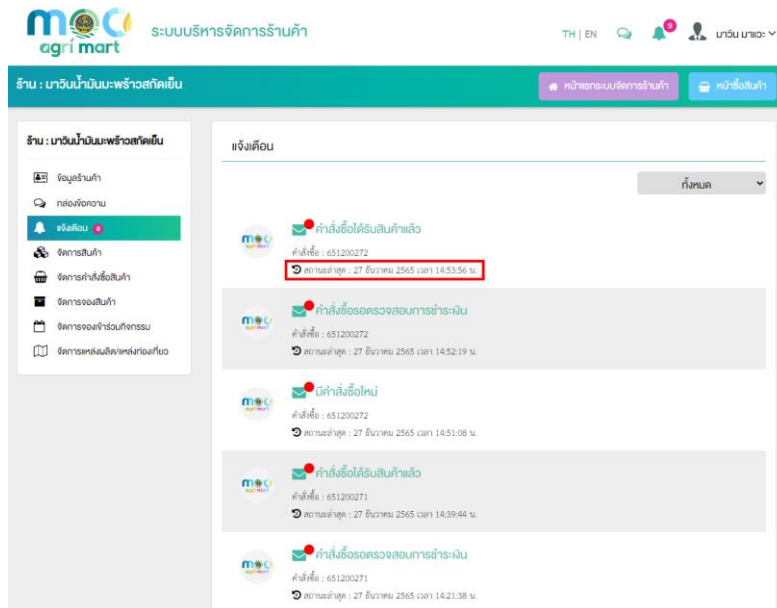 moc
agri mart
ระบบบริหารจัดการร้านค้า
TH | EN
9
มาวิน มาแวะ
ร้าน : มาวินน้ำมันมะพร้าวสกัดเย็น
หน้าแรกระบบจัดการร้านค้า
หน้าซื้อสินค้า
ร้าน : มาวินน้ำมันมะพร้าวสกัดเย็น
ข้อมูลร้านค้า
กล่องข้อความ
แจ้งเตือน 9
จัดการสินค้า
จัดการคำสั่งซื้อสินค้า
จัดการจองสินค้า
จัดการจองเข้าร่วมกิจกรรม
จัดการแหล่งผลิต/แหล่งท่องเที่ยว
แจ้งเตือน
ทั้งหมด
moc
agri mart
คำสั่งซื้อได้รับสินค้าแล้ว
คำสั่งซื้อ : 651200272
สถานะล่าสุด : 27 ธันวาคม 2565 เวลา 14:53:56 น.
moc
agri mart
คำสั่งซื้อรอตรวจสอบการชำระเงิน
คำสั่งซื้อ : 651200272
สถานะล่าสุด : 27 ธันวาคม 2565 เวลา 14:52:19 น.
moc
agri mart
มีคำสั่งซื้อใหม่
คำสั่งซื้อ : 651200272
สถานะล่าสุด : 27 ธันวาคม 2565 เวลา 14:51:08 น.
moc
agri mart
คำสั่งซื้อได้รับสินค้าแล้ว
คำสั่งซื้อ : 651200271
สถานะล่าสุด : 27 ธันวาคม 2565 เวลา 14:39:44 น.
moc
agri mart
คำสั่งซื้อรอตรวจสอบการชำระเงิน
คำสั่งซื้อ : 651200271
สถานะล่าสุด : 27 ธันวาคม 2565 เวลา 14:21:38 น.